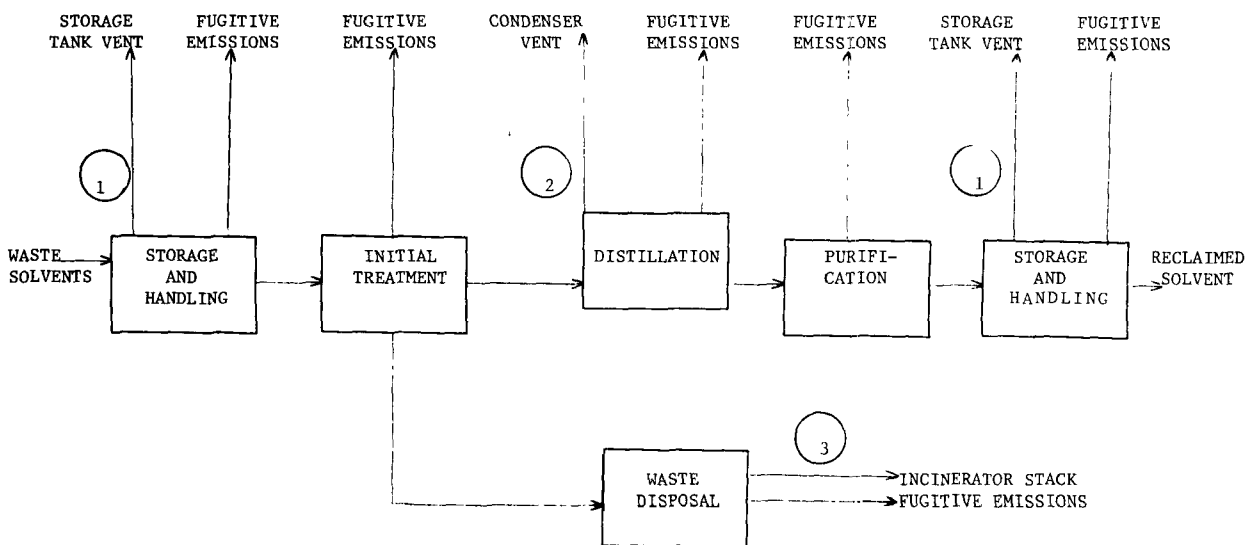 STORAGE
TANK VENT
FUGITIVE
EMISSIONS
FUGITIVE
EMISSIONS
CONDENSER
VENT
FUGITIVE
EMISSIONS
FUGITIVE
EMISSIONS
STORAGE
TANK VENT
FUGITIVE
EMISSIONS
1
2
1
WASTE
SOLVENTS
STORAGE
AND
HANDLING
INITIAL
TREATMENT
DISTILLATION
PURIFI-
CATION
STORAGE
AND
HANDLING
RECLAIMED
SOLVENT
3
WASTE
DISPOSAL
INCINERATOR STACK
FUGITIVE EMISSIONS